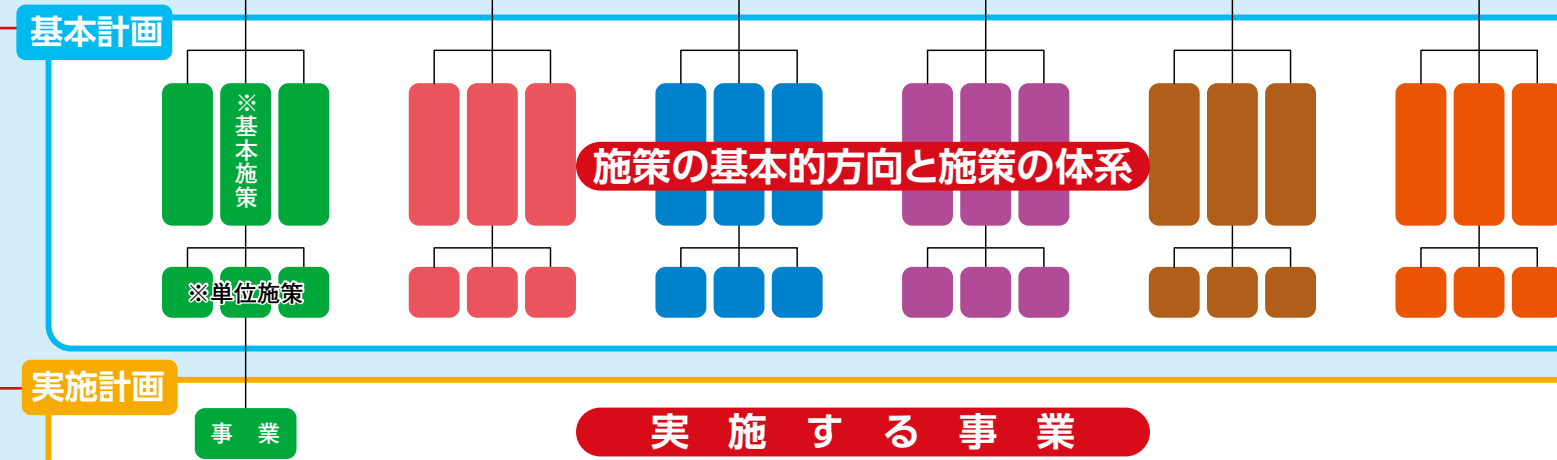 基本計画
※基本施策
施策の基本的方向と施策の体系
※単位施策
実施計画
事業
実施する事業